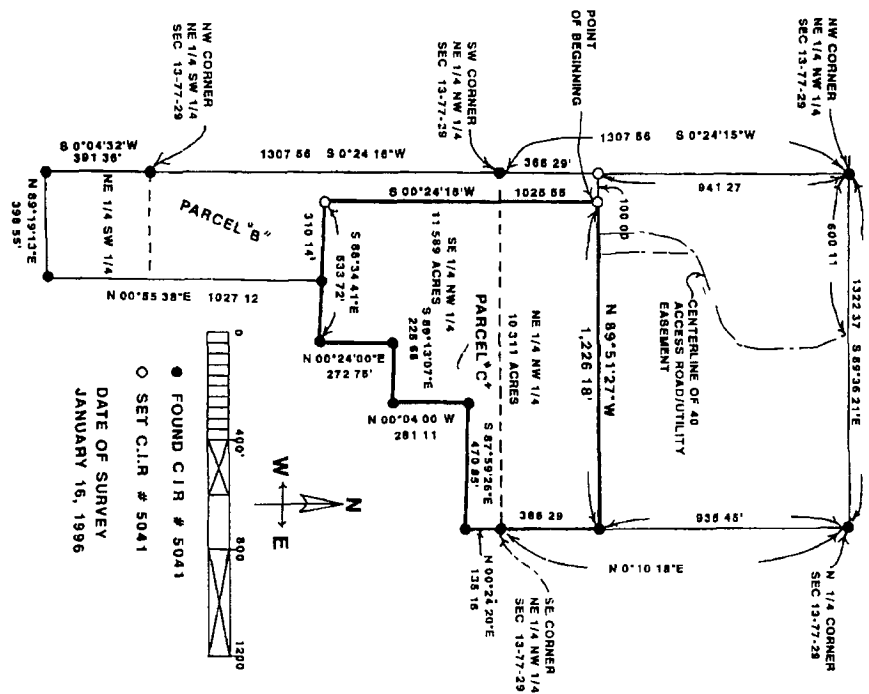 NW CORNER
NE 1/4 SW 1/4
SEC 13-77-29
SW CORNER
NE 1/4 NW 1/4
SEC 13-77-29
POINT
OF BEGINNING
NW CORNER
NE 1/4 NW 1/4
SEC 13-77-29
S 0°04'32"W
391 36'
1307 56 S 0°24 16"W
366 29'
1307 56 S 0°24'15"W
941 27
100 00
600 11
1322 37 S 89°36 21"E
N 89°19'13"E
398 55'
NE 1/4 SW 1/4
PARCEL "B"
N 00°55 38"E 1027 12
S 00°24'16"W 1025 55
310 14'
S 88°34 41"E
533 72'
SE 1/4 NW 1/4
11 589 ACRES
S 89°13'07"E
225 68
N 00°24'00"E
272 75'
PARCEL "C"
N 00°04 00 W
281 11
S 87°59'26"E
470 85'
NE 1/4 NW 1/4
10 311 ACRES
N 89°51'27"W
1,226 18'
CENTERLINE OF 40
ACCESS ROAD/UTILITY
EASEMENT
366 29
935 45'
N 0°10 18"E
N 00°24 20"E
135 15
SE CORNER
NE 1/4 NW 1/4
SEC 13-77-29
N 1/4 CORNER
SEC 13-77-29
0
400'
800
1200
N
W
E
● FOUND C I R # 5041
○ SET C.I.R # 5041
DATE OF SURVEY
JANUARY 16, 1996